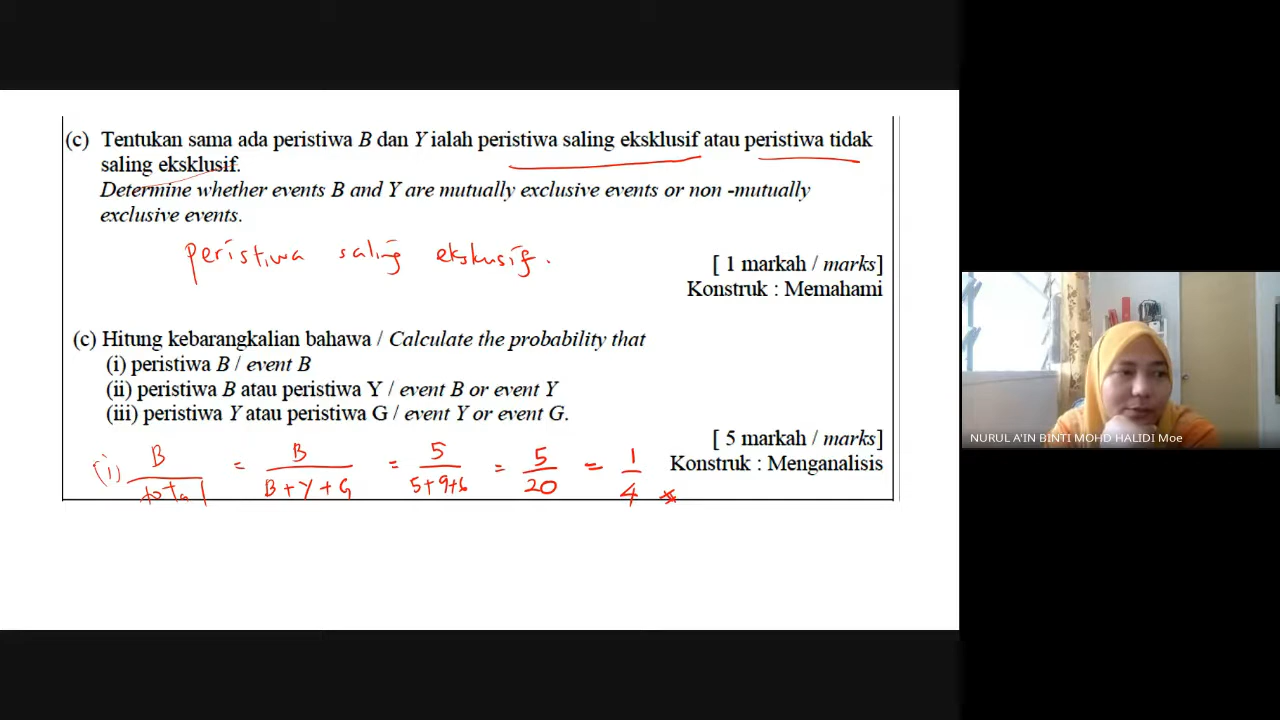 (c) Tentukan sama ada peristiwa B dan Y ialah peristiwa saling eksklusif atau peristiwa tidak
saling eksklusif.
Determine whether events B and Y are mutually exclusive events or non -mutually
exclusive events.
peristiwa saling eksklusif.
[ 1 markah / marks]
Konstruk : Memahami
(c) Hitung kebarangkalian bahawa / Calculate the probability that
(i) peristiwa B / event B
(ii) peristiwa B atau peristiwa Y / event B or event Y
(iii) peristiwa Y atau peristiwa G / event Y or event G.
[ 5 markah / marks]
Konstruk : Menganalisis
(i) B/total = B/B+Y+G = 5/5+9+6 = 5/20 = 1/4
NURUL A'IN BINTI MOHD HALIDI Moe